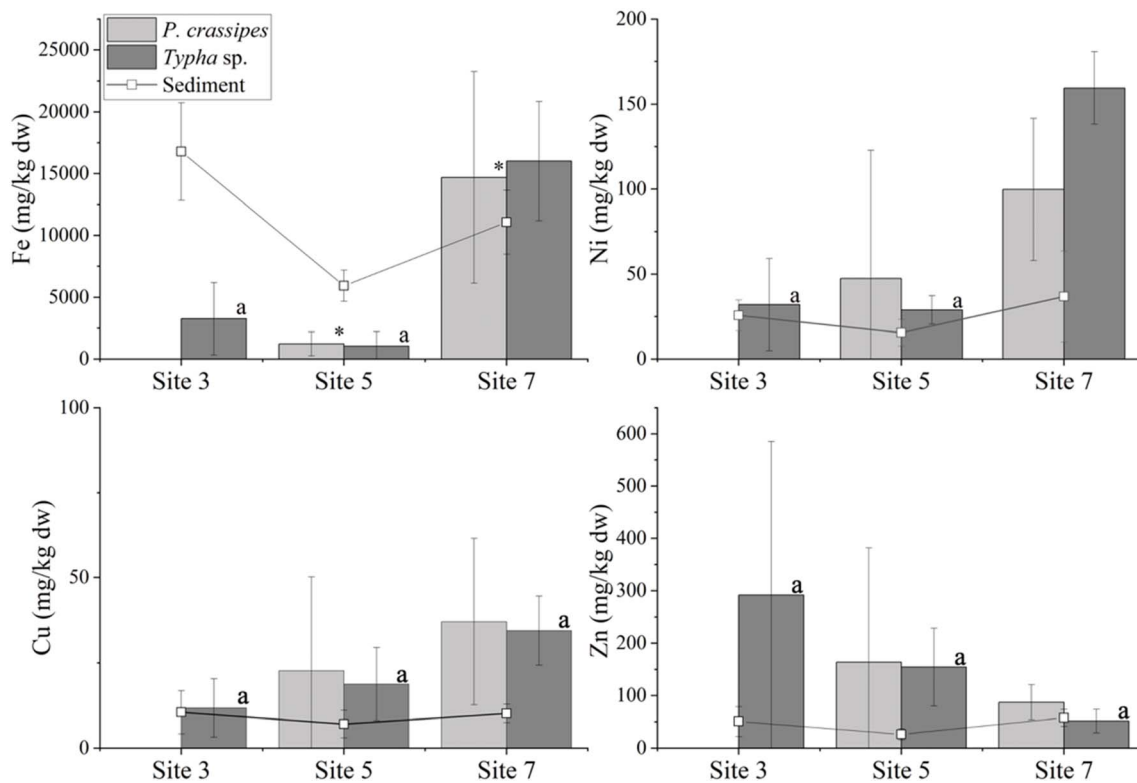 P. crassipes
Typha sp.
Sediment
Fe (mg/kg dw)
25000
20000
15000
10000
5000
0
a
*
a
*
Site 3
Site 5
Site 7
Ni (mg/kg dw)
200
150
100
50
0
a
a
Site 3
Site 5
Site 7
Cu (mg/kg dw)
100
50
0
a
a
a
Site 3
Site 5
Site 7
Zn (mg/kg dw)
600
500
400
300
200
100
0
a
a
a
Site 3
Site 5
Site 7